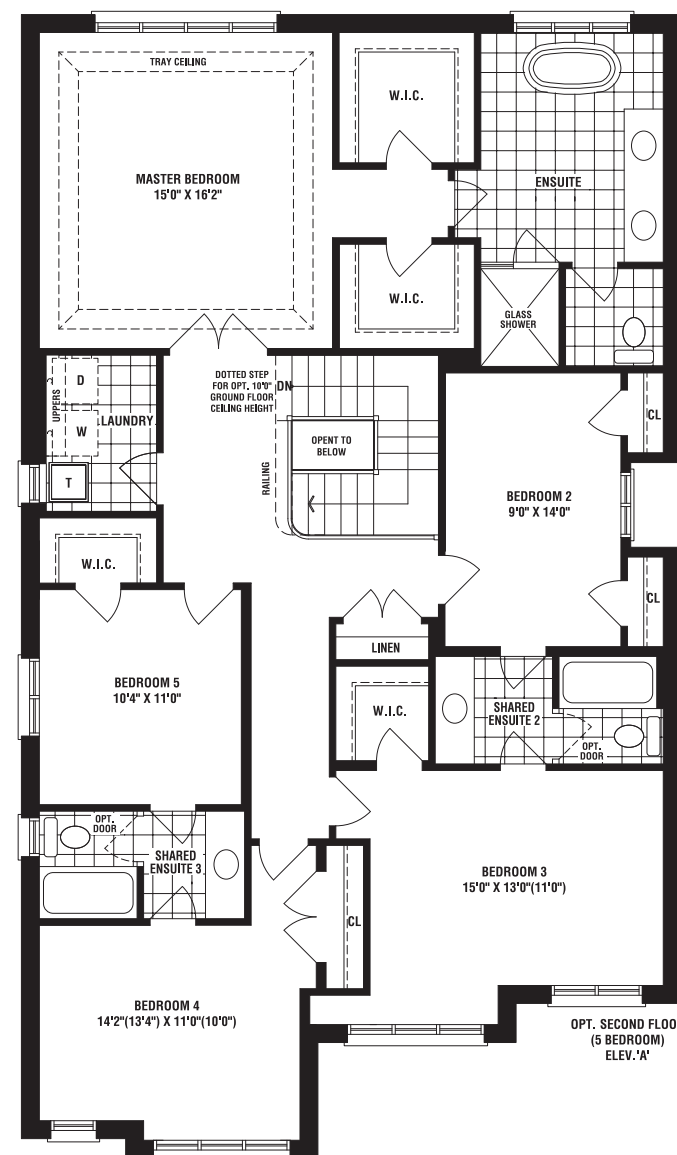 TRAY CEILING
W.I.C.
MASTER BEDROOM
15'0" X 16'2"
ENSUITE
W.I.C.
GLASS
SHOWER
DOTTED STEP
FOR OPT. 10'0"
GROUND FLOOR
CEILING HEIGHT
DN
D
UPPERS
LAUNDRY
W
T
OPENT TO
BELOW
RAILING
CL
BEDROOM 2
9'0" X 14'0"
CL
W.I.C.
LINEN
BEDROOM 5
10'4" X 11'0"
W.I.C.
SHARED
ENSUITE 2
OPT.
DOOR
OPT.
DOOR
SHARED
ENSUITE 3
BEDROOM 3
15'0" X 13'0"(11'0")
CL
BEDROOM 4
14'2"(13'4") X 11'0"(10'0")
OPT. SECOND FLOO
(5 BEDROOM)
ELEV.'A'